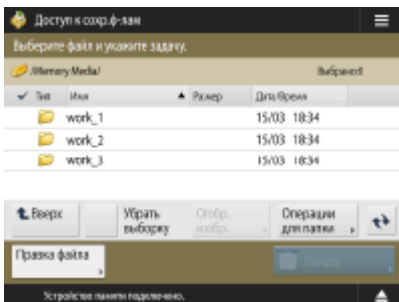 Доступ к сохр.ф-лам
Выберите файл и укажите задачу.
/Memory Media/ Выбрано:0
Тип Имя Размер Дата/Время
work_1 15/03 18:34
work_2 15/03 18:34
work_3 15/03 18:34
Вверх Убрать выборку Отобр. изобр. Операции для папки
Правка файла Печать
Устройство памяти подключено.